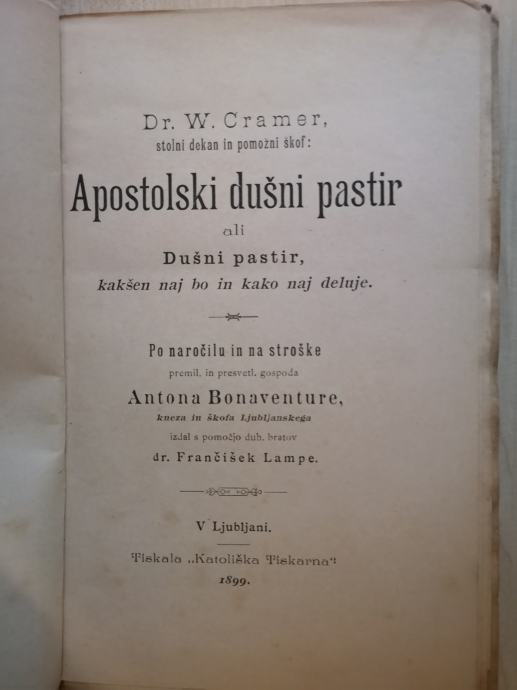 Dr. W. Cramer,
stolni dekan in pomožni škof:
Apostolski dušni pastir
ali
Dušni pastir,
kakšen naj bo in kako naj deluje.
Po naročilu in na stroške
premil. in presvetl. gospoda
Antona Bonaventure,
kneza in škofa Ljubljanskega
izdal s pomočjo duh. bratov
dr. Frančišek Lampe.
V Ljubljani.
Tiskala „Katoliška Tiskarna“
1899.